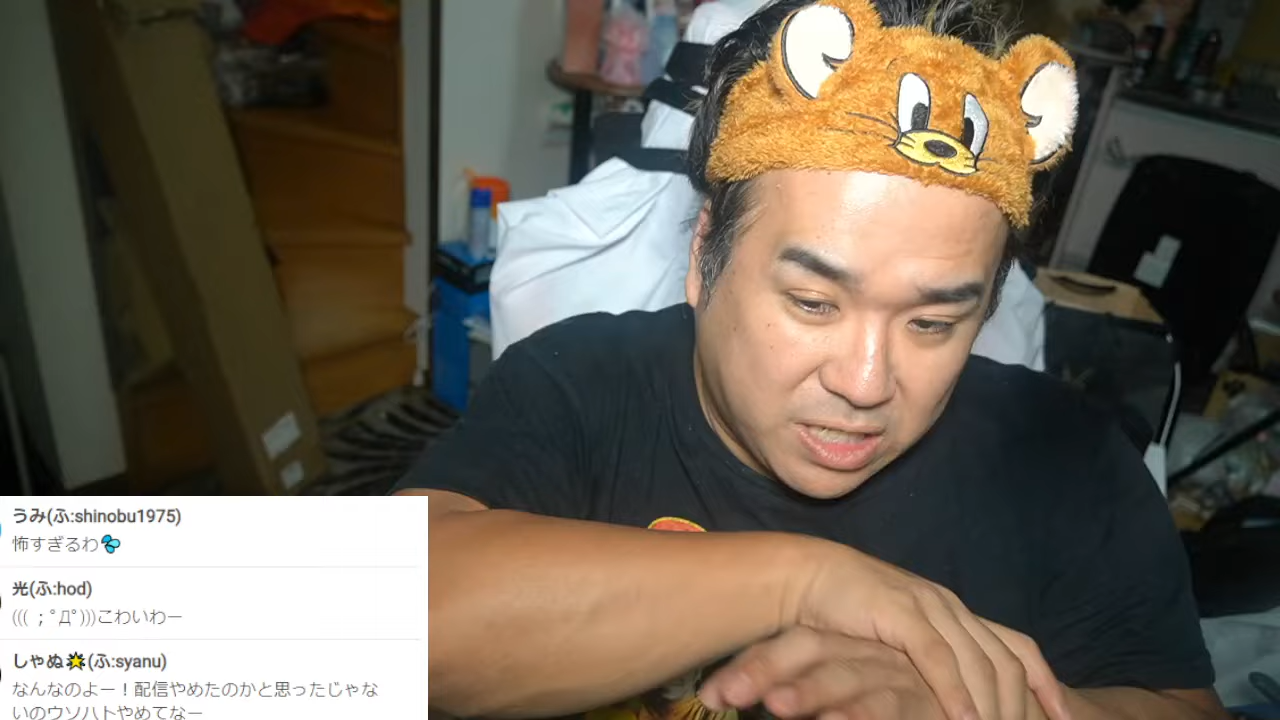 うみ(ふ:shinobu1975)
怖すぎるわ💦
光(ふ:hod)
((( ；ﾟДﾟ)))こわいわー
しゃぬ🌟(ふ:syanu)
なんなのよー！配信やめたのかと思ったじゃな
いのウソハトやめてなー